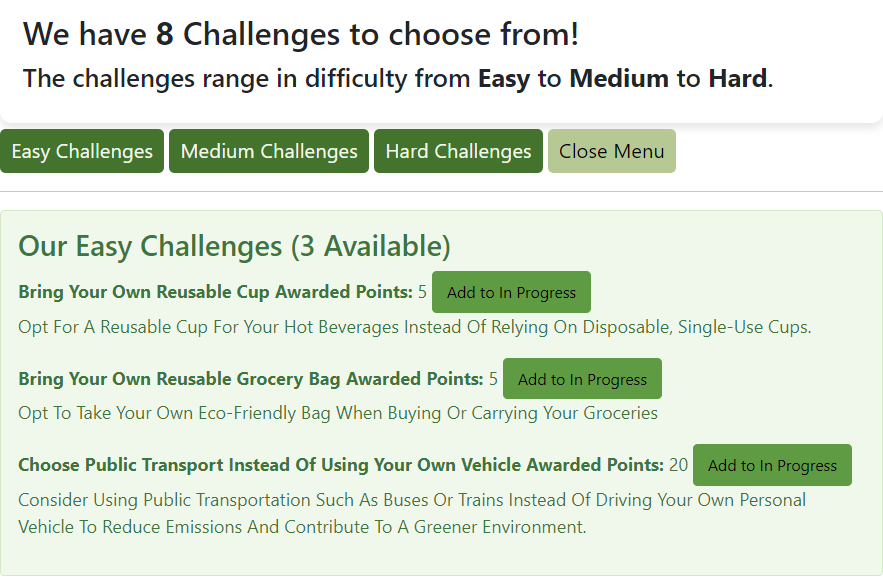 We have 8 Challenges to choose from!
The challenges range in difficulty from Easy to Medium to Hard.
Easy Challenges Medium Challenges Hard Challenges Close Menu
Our Easy Challenges (3 Available)
Bring Your Own Reusable Cup Awarded Points: 5 Add to In Progress
Opt For A Reusable Cup For Your Hot Beverages Instead Of Relying On Disposable, Single-Use Cups.
Bring Your Own Reusable Grocery Bag Awarded Points: 5 Add to In Progress
Opt To Take Your Own Eco-Friendly Bag When Buying Or Carrying Your Groceries
Choose Public Transport Instead Of Using Your Own Vehicle Awarded Points: 20 Add to In Progress
Consider Using Public Transportation Such As Buses Or Trains Instead Of Driving Your Own Personal
Vehicle To Reduce Emissions And Contribute To A Greener Environment.